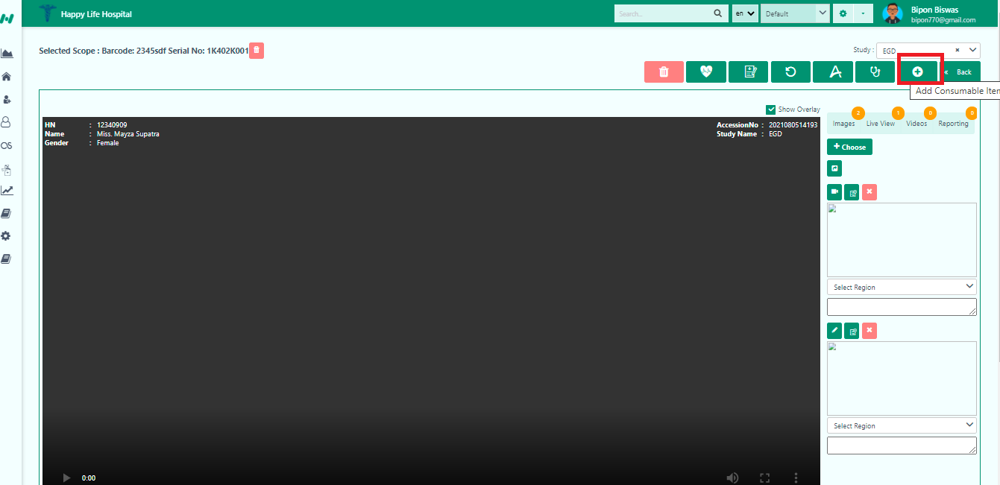 Happy Life Hospital
Search...
en
Default
Bipon Biswas
bipon770@gmail.com
Selected Scope : Barcode: 2345sdf Serial No: 1K402K001
Study :
EGD
« Back
Add Consumable Iten
Show Overlay
HN : 12340909
Name : Miss. Mayza Supatra
Gender : Female
AccessionNo : 2021080514193
Study Name : EGD
2
1
0
0
Images
Live View
Videos
Reporting
+ Choose
Select Region
Select Region
0:00
OS